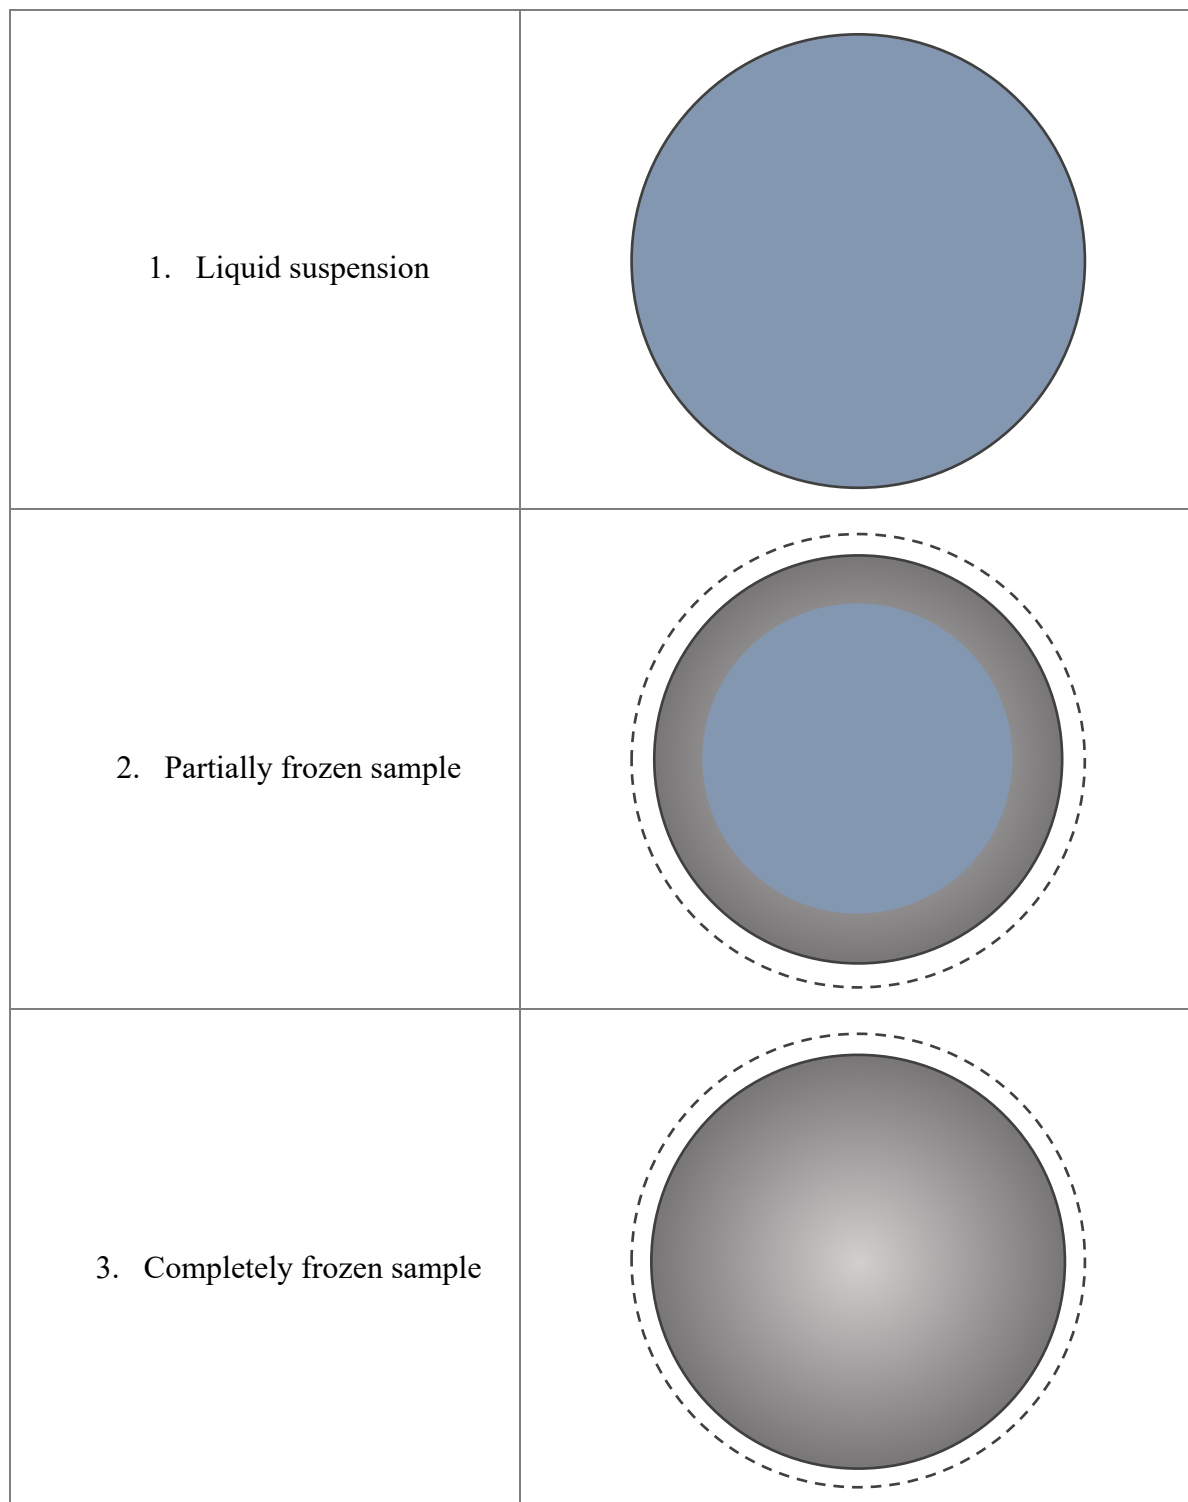 1. Liquid suspension
2. Partially frozen sample
3. Completely frozen sample